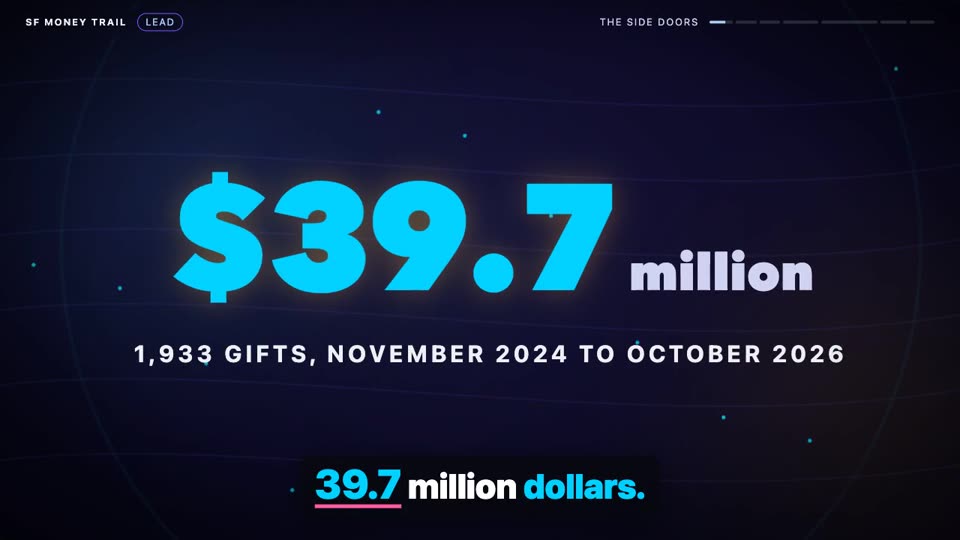 SF MONEY TRAIL LEAD THE SIDE DOORS
$39.7 million
1,933 GIFTS, NOVEMBER 2024 TO OCTOBER 2026
39.7 million dollars.